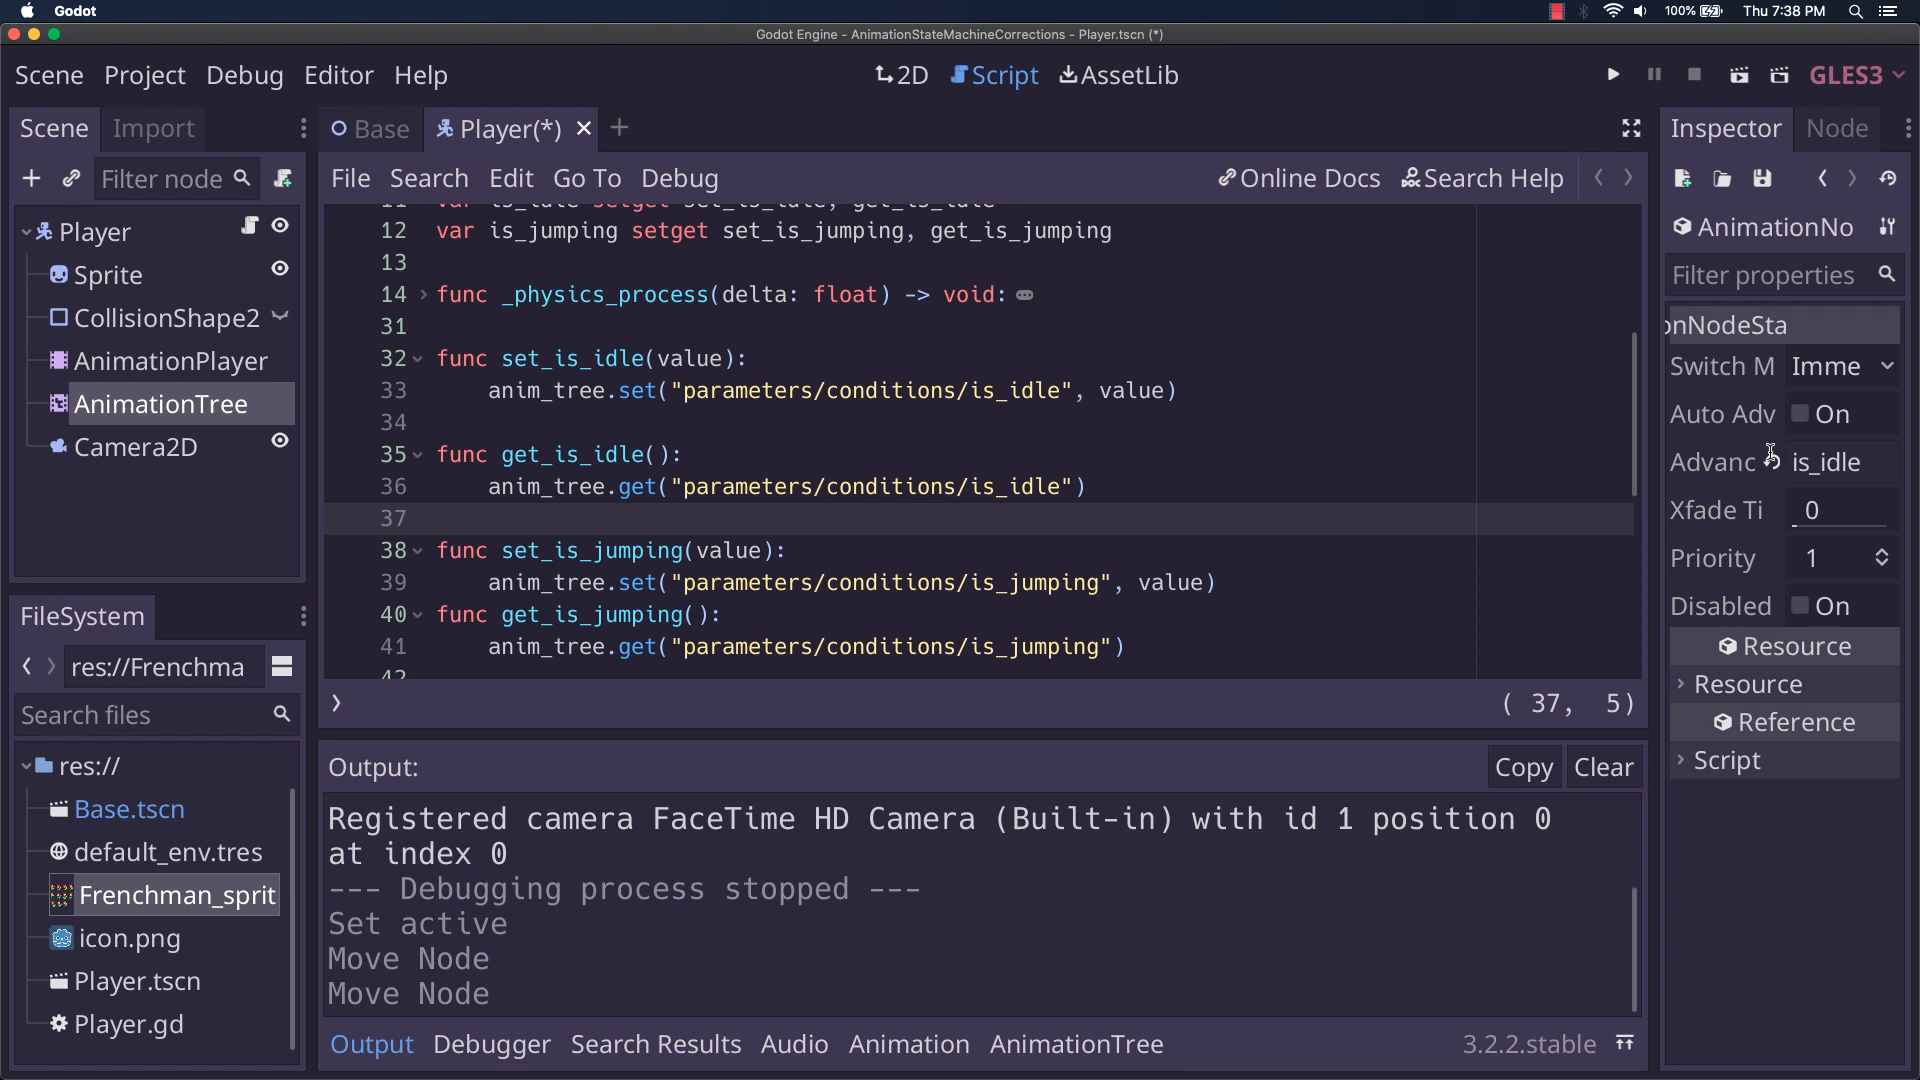 Godot
100%
Thu 7:38 PM
Godot Engine - AnimationStateMachineCorrections - Player.tscn (*)
Scene Project Debug Editor Help
2D Script AssetLib
GLES3
Scene Import
Filter node
Player
Sprite
CollisionShape2
AnimationPlayer
AnimationTree
Camera2D
FileSystem
res://Frenchma
Search files
res://
Base.tscn
default_env.tres
Frenchman_sprit
icon.png
Player.tscn
Player.gd
Base Player(*)
File Search Edit Go To Debug
Online Docs Search Help
11 var is_idle setget set_is_idle, get_is_idle
12 var is_jumping setget set_is_jumping, get_is_jumping
13
14 func _physics_process(delta: float) -> void:
31
32 func set_is_idle(value):
33 anim_tree.set("parameters/conditions/is_idle", value)
34
35 func get_is_idle():
36 anim_tree.get("parameters/conditions/is_idle")
37
38 func set_is_jumping(value):
39 anim_tree.set("parameters/conditions/is_jumping", value)
40 func get_is_jumping():
41 anim_tree.get("parameters/conditions/is_jumping")
42
( 37, 5)
Output:
Copy Clear
Registered camera FaceTime HD Camera (Built-in) with id 1 position 0
at index 0
--- Debugging process stopped ---
Set active
Move Node
Move Node
Output Debugger Search Results Audio Animation AnimationTree
3.2.2.stable
Inspector Node
AnimationNo
Filter properties
onNodeSta
Switch M Imme
Auto Adv On
Advanc is_idle
Xfade Ti 0
Priority 1
Disabled On
Resource
Resource
Reference
Script